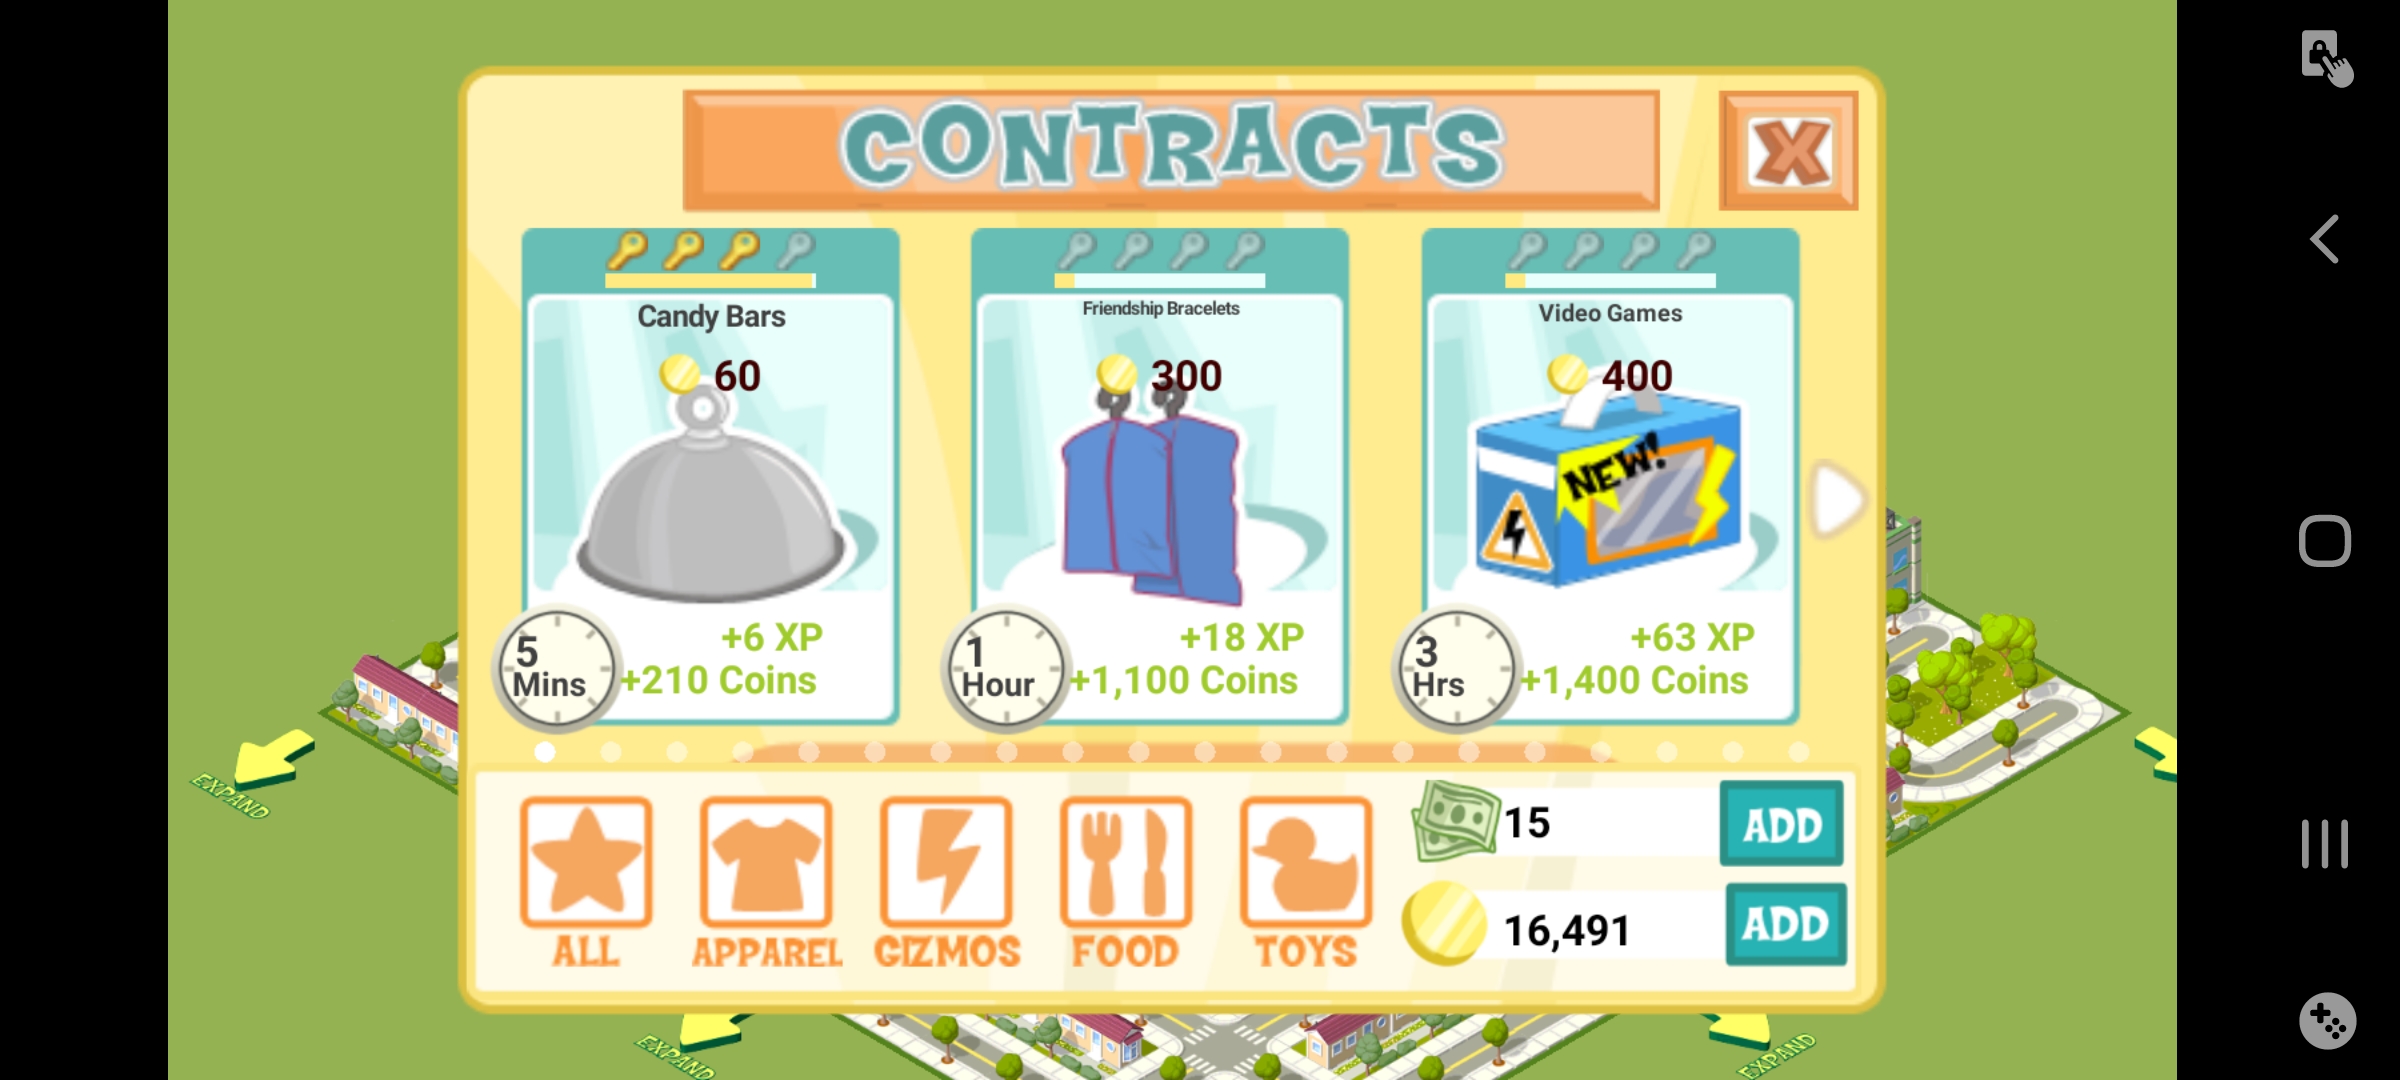 CONTRACTS
X
Candy Bars
60
5
Mins
+6 XP
+210 Coins
Friendship Bracelets
300
1
Hour
+18 XP
+1,100 Coins
Video Games
400
NEW!
3
Hrs
+63 XP
+1,400 Coins
EXPAND
ALL
APPAREL
GIZMOS
FOOD
TOYS
15
ADD
16,491
ADD
EXPAND
EXPAND